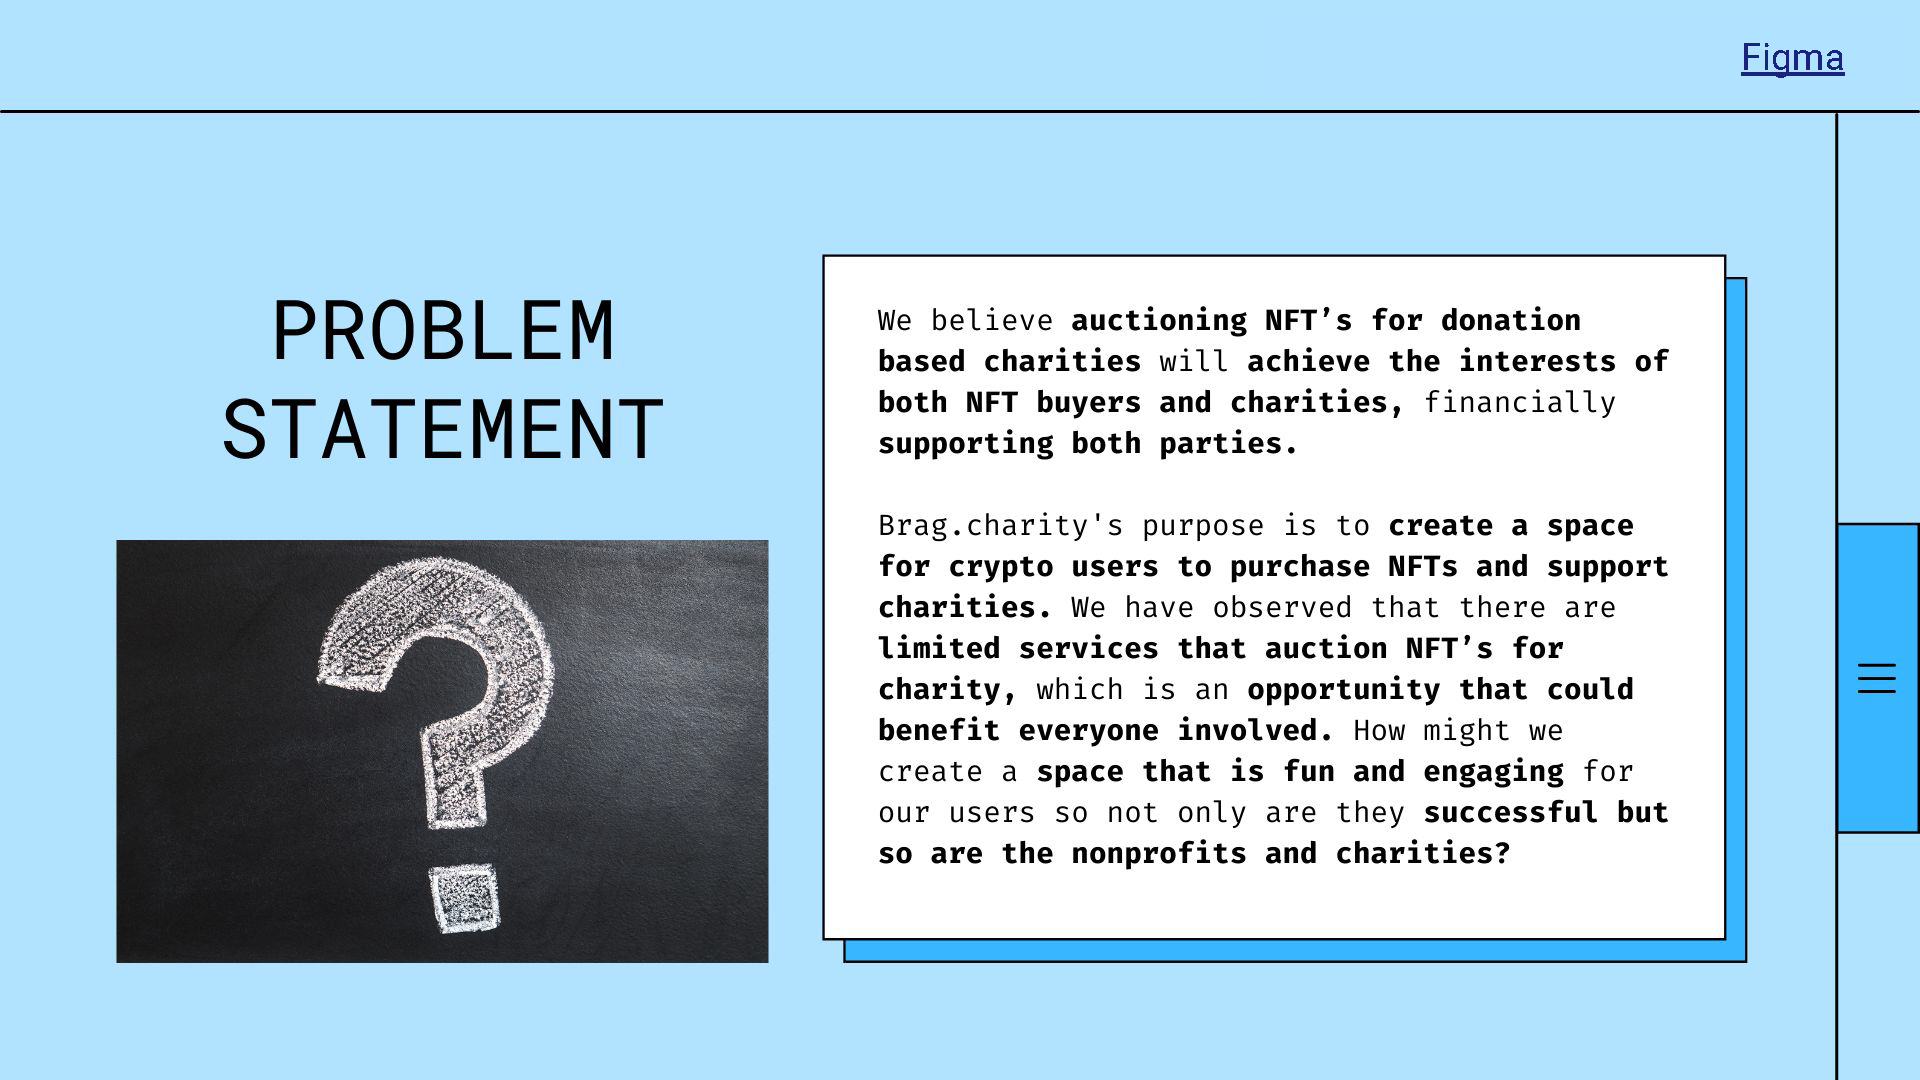 Figma
PROBLEM
STATEMENT
We believe auctioning NFT’s for donation
based charities will achieve the interests of
both NFT buyers and charities, financially
supporting both parties.
Brag.charity's purpose is to create a space
for crypto users to purchase NFTs and support
charities. We have observed that there are
limited services that auction NFT’s for
charity, which is an opportunity that could
benefit everyone involved. How might we
create a space that is fun and engaging for
our users so not only are they successful but
so are the nonprofits and charities?
?